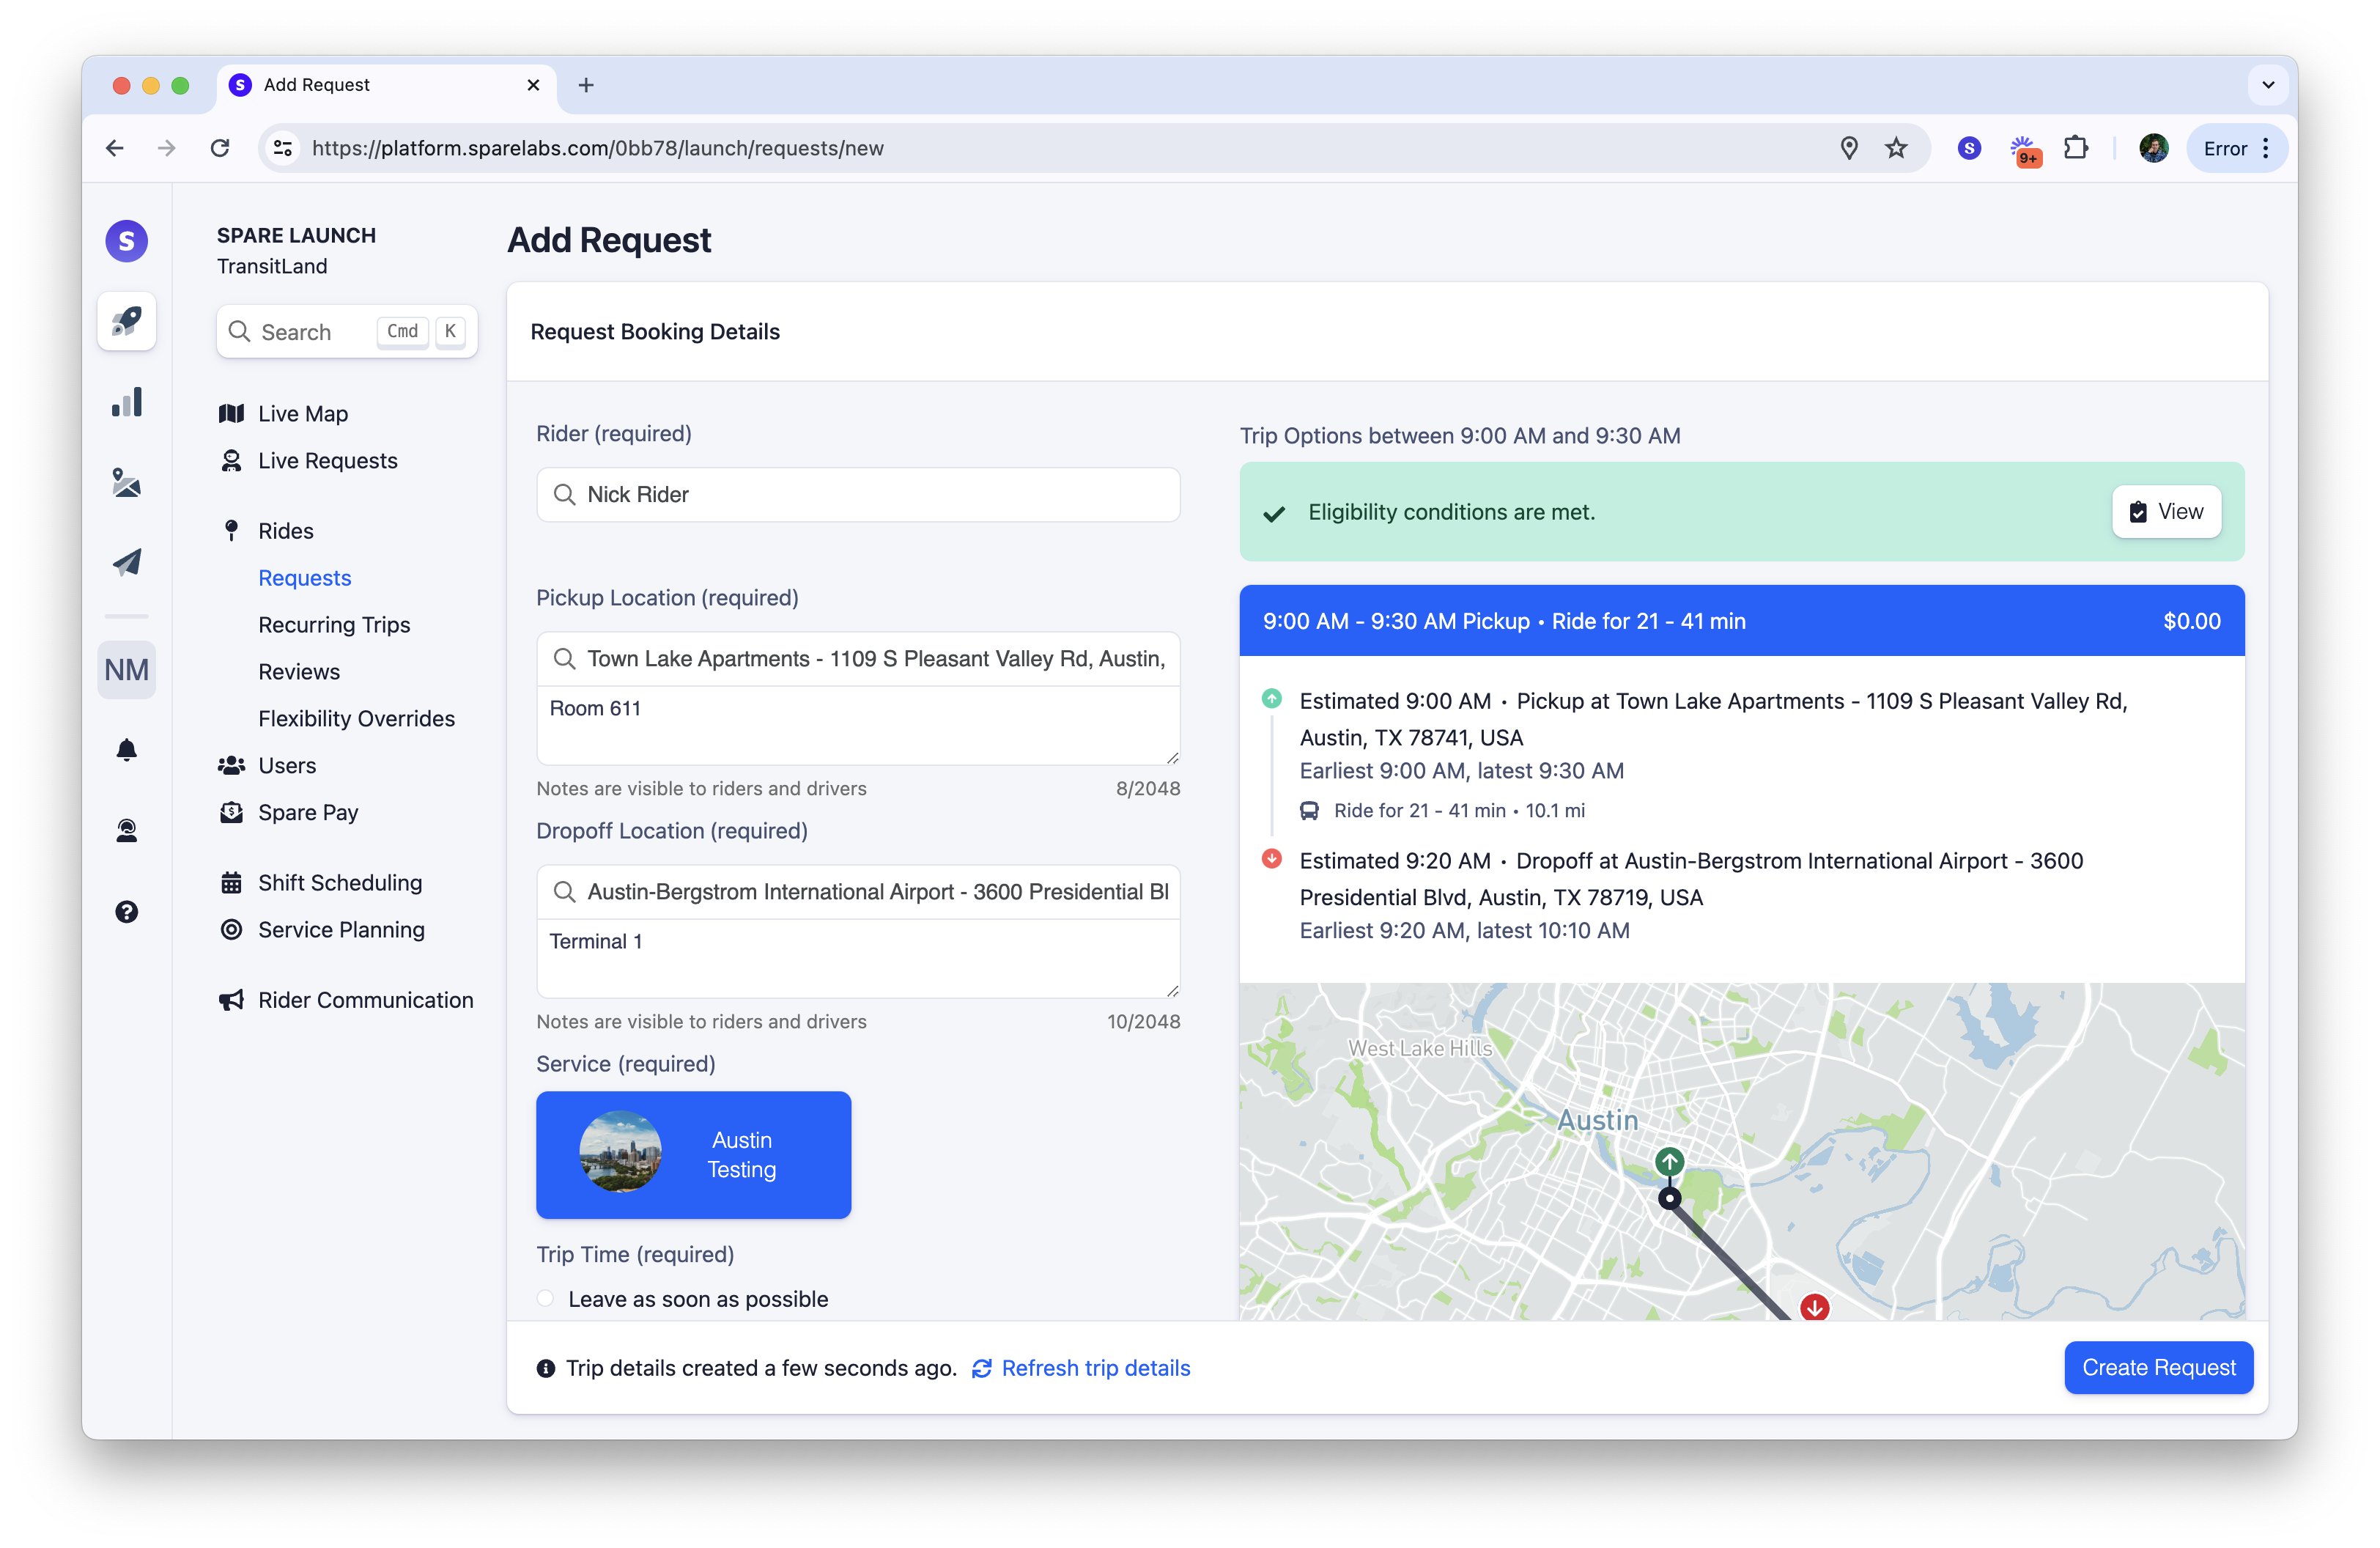 S Add Request
https://platform.sparelabs.com/0bb78/launch/requests/new
S
9+
Error
S
SPARE LAUNCH
TransitLand
Search Cmd K
Live Map
Live Requests
Rides
Requests
Recurring Trips
Reviews
Flexibility Overrides
NM
Users
Spare Pay
Shift Scheduling
Service Planning
Rider Communication
Add Request
Request Booking Details
Rider (required)
Nick Rider
Pickup Location (required)
Town Lake Apartments - 1109 S Pleasant Valley Rd, Austin,
Room 611
Notes are visible to riders and drivers 8/2048
Dropoff Location (required)
Austin-Bergstrom International Airport - 3600 Presidential Bl
Terminal 1
Notes are visible to riders and drivers 10/2048
Service (required)
Austin
Testing
Trip Time (required)
Leave as soon as possible
Trip Options between 9:00 AM and 9:30 AM
Eligibility conditions are met. View
9:00 AM - 9:30 AM Pickup • Ride for 21 - 41 min $0.00
Estimated 9:00 AM • Pickup at Town Lake Apartments - 1109 S Pleasant Valley Rd,
Austin, TX 78741, USA
Earliest 9:00 AM, latest 9:30 AM
Ride for 21 - 41 min • 10.1 mi
Estimated 9:20 AM • Dropoff at Austin-Bergstrom International Airport - 3600
Presidential Blvd, Austin, TX 78719, USA
Earliest 9:20 AM, latest 10:10 AM
West Lake Hills
Austin
Trip details created a few seconds ago. Refresh trip details
Create Request